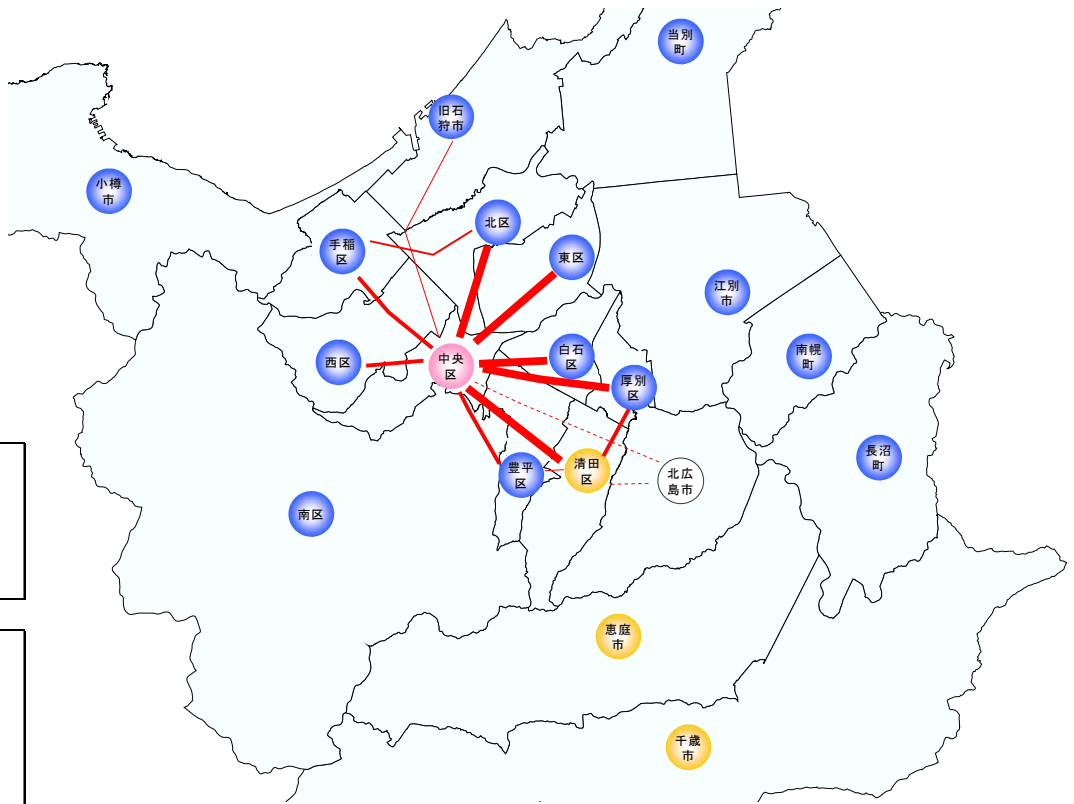 当別
町
旧石
狩市
小樽
市
北区
手稲
区
東区
江別
市
白石
区
南幌
町
西区
中央
区
厚別
区
長沼
町
豊平
区
清田
区
北広
島市
南区
恵庭
市
千歳
市